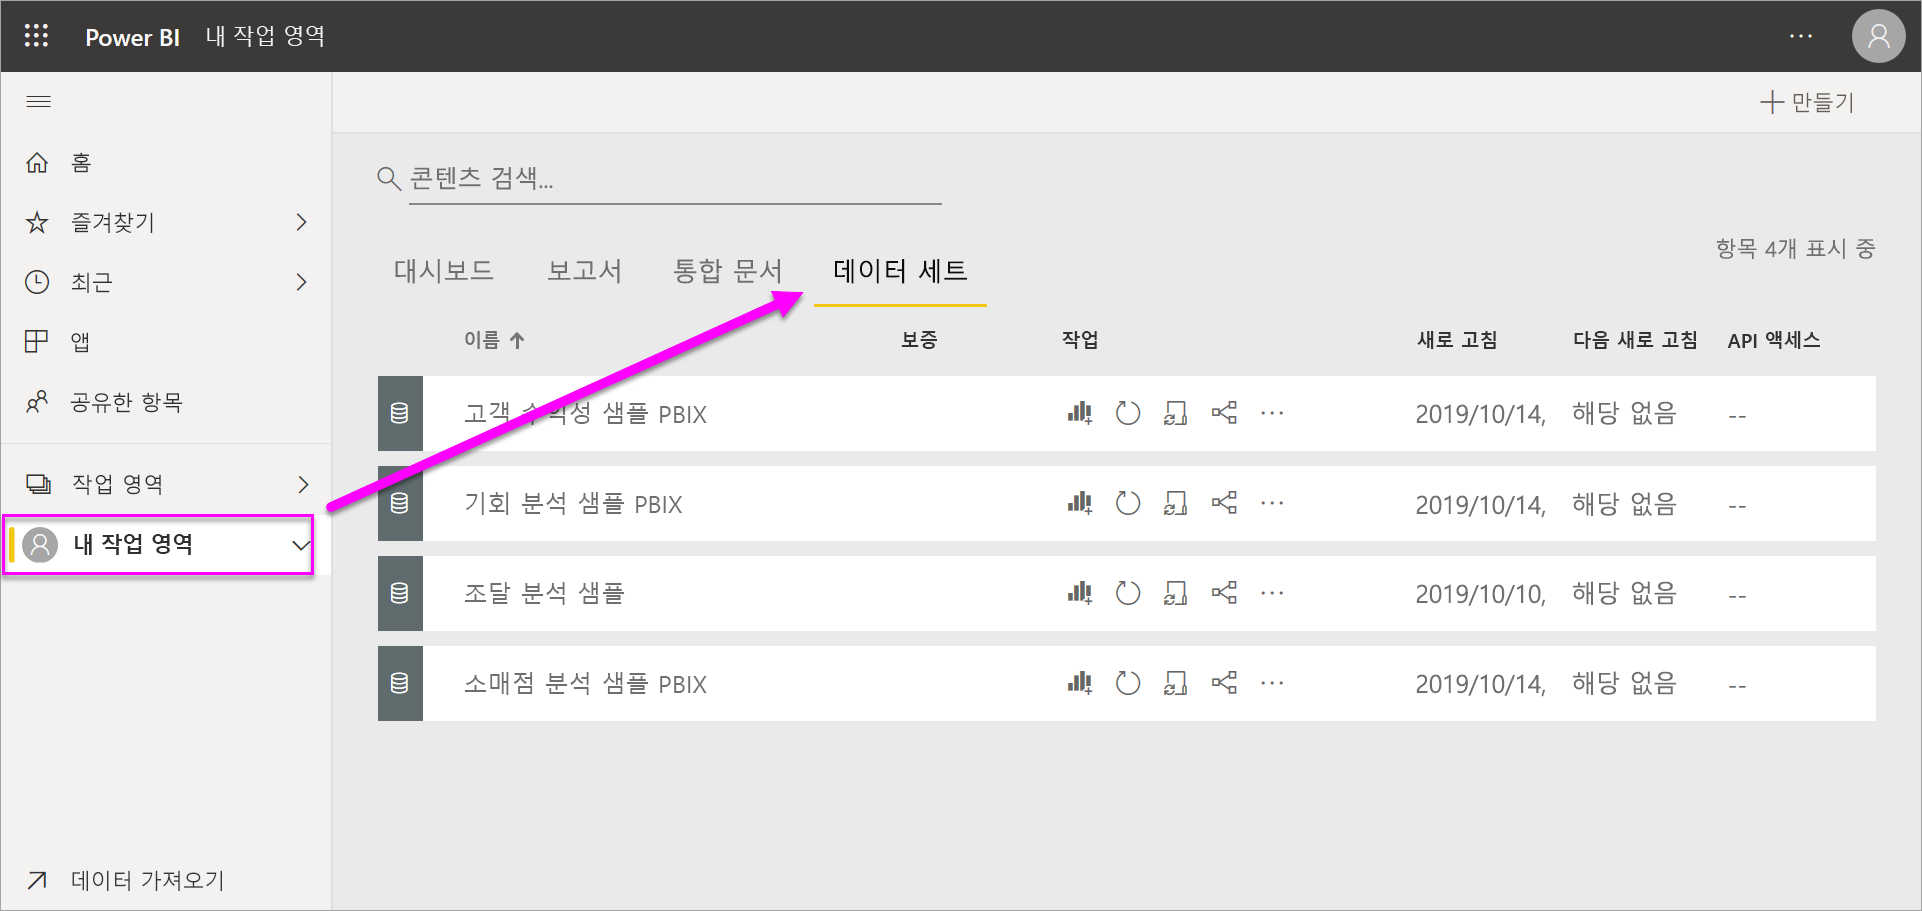 Power BI 내 작업 영역
만들기
홈
즐겨찾기
최근
앱
공유한 항목
작업 영역
내 작업 영역
데이터 가져오기
콘텐츠 검색...
항목 4개 표시 중
대시보드 보고서 통합 문서 데이터 세트
이름 보증 작업 새로 고침 다음 새로 고침 API 액세스
고객 수익성 샘플 PBIX 2019/10/14, 해당 없음 --
기회 분석 샘플 PBIX 2019/10/14, 해당 없음 --
조달 분석 샘플 2019/10/10, 해당 없음 --
소매점 분석 샘플 PBIX 2019/10/14, 해당 없음 --